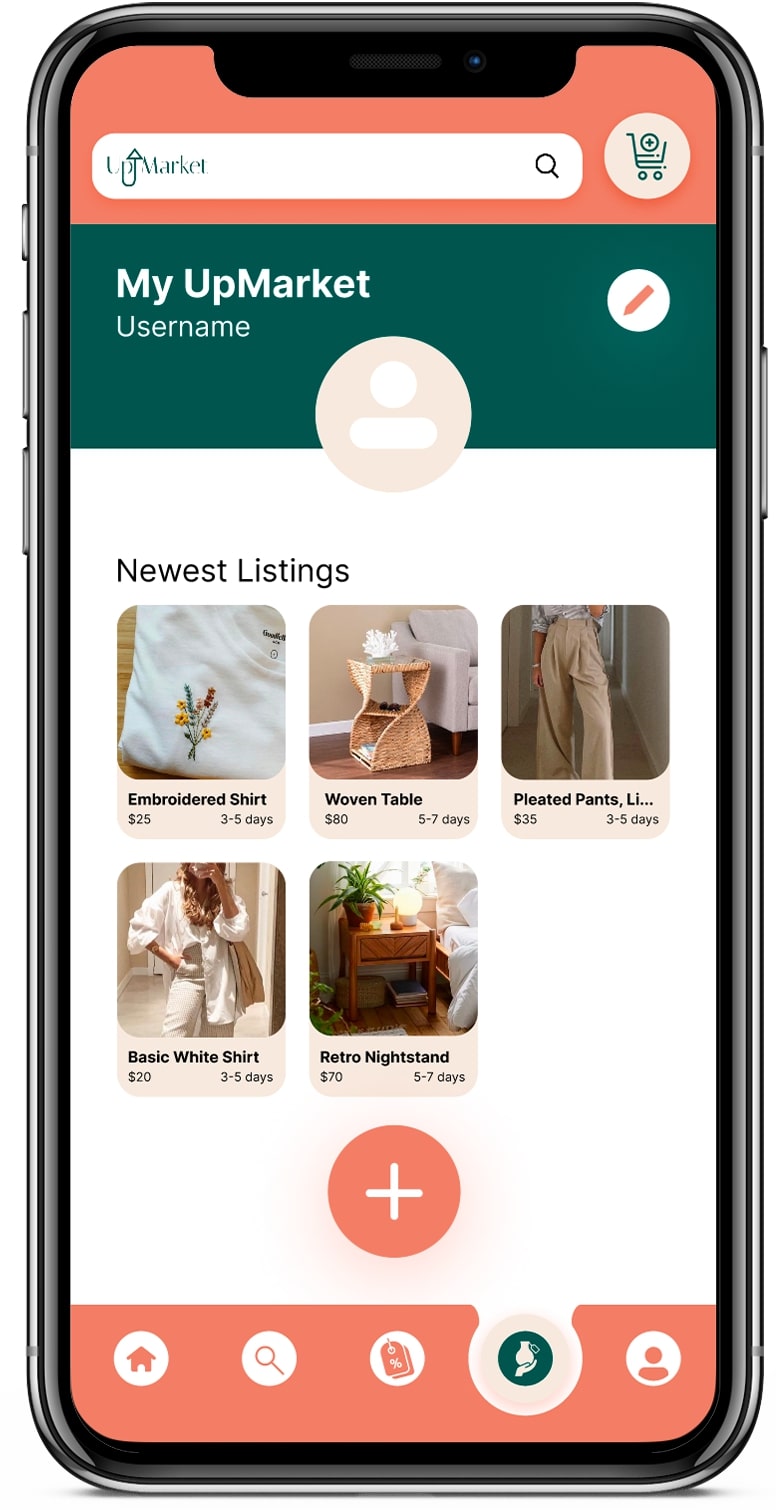 UpMarket
My UpMarket
Username
Newest Listings
Embroidered Shirt
$25 3-5 days
Woven Table
$80 5-7 days
Pleated Pants, Li...
$35 3-5 days
Basic White Shirt
$20 3-5 days
Retro Nightstand
$70 5-7 days
%